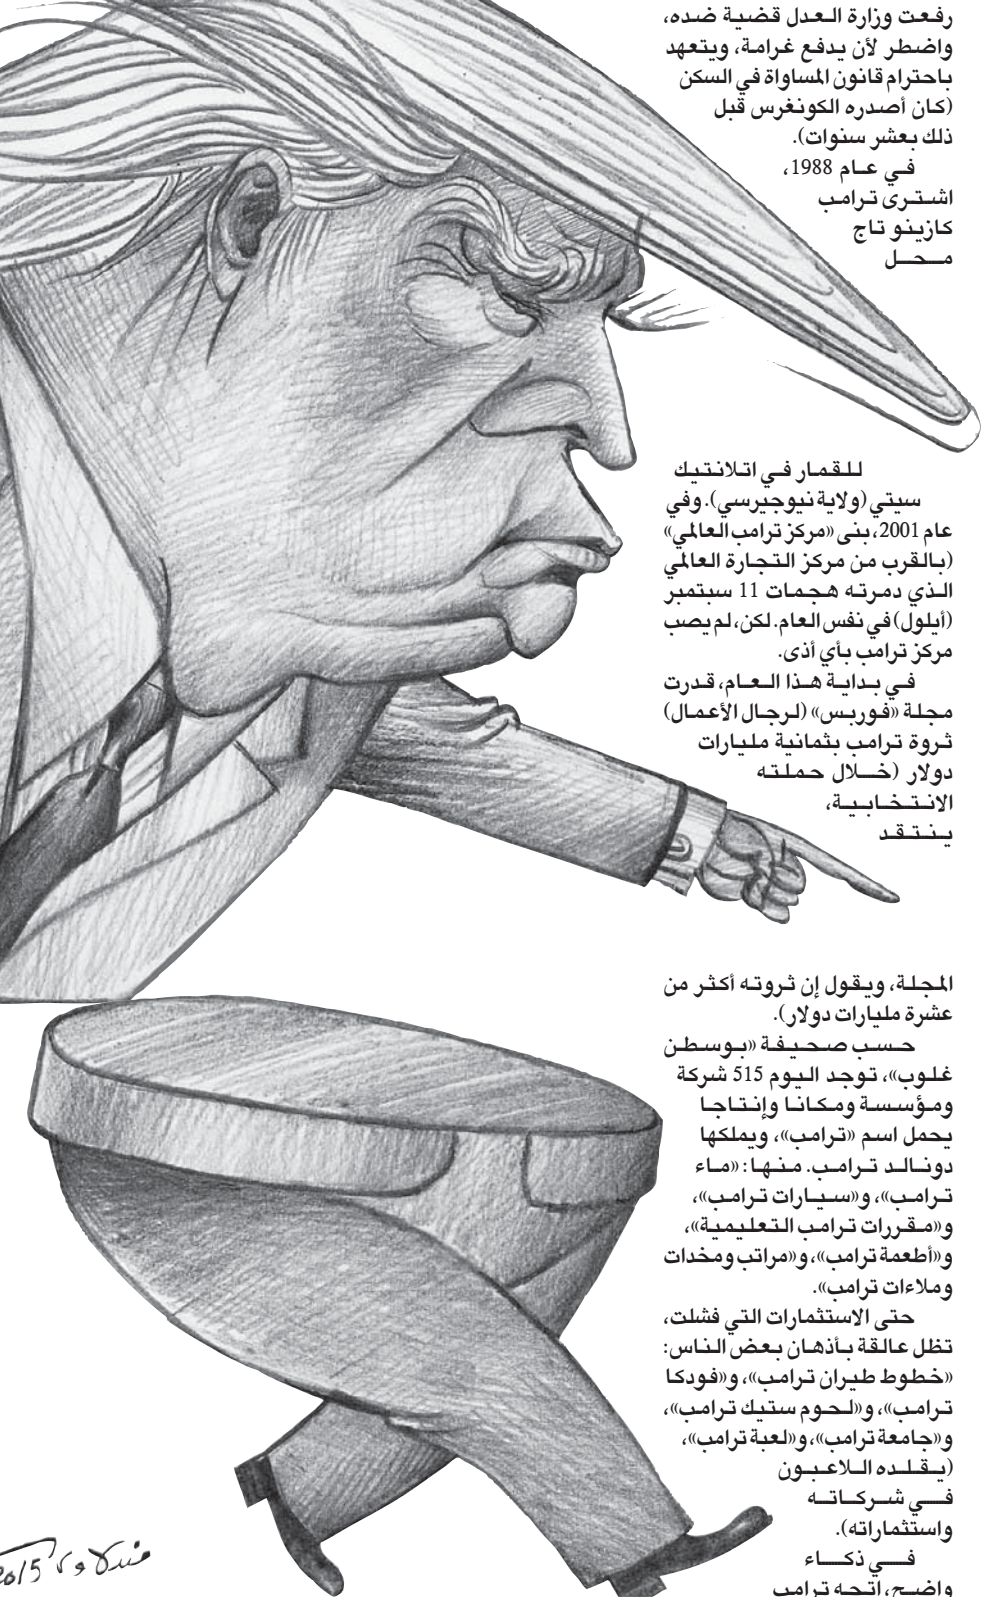 رفعت وزارة العدل قضية ضده،
واضطر لأن يدفع غرامة، ويتعهد
باحترام قانون المساواة في السكن
(كان أصدره الكونغرس قبل
ذلك بعشر سنوات).
في عام 1988،
اشترى ترامب
كازينو تاج
محل
للقمار في اتلانتيك
سيتي (ولاية نيوجيرسي). وفي
عام 2001، بنى «مركز ترامب العالمي»
(بالقرب من مركز التجارة العالمي
الذي دمرته هجمات 11 سبتمبر
(أيلول) في نفس العام. لكن، لم يصب
مركز ترامب بأي أذى.
في بداية هذا العام، قدرت
مجلة «فوربس» (لرجال الأعمال)
ثروة ترامب بثمانية مليارات
دولار (خلال حملته
الانتخابية،
ينتقد
المجلة، ويقول إن ثروته أكثر من
عشرة مليارات دولار).
حسب صحيفة «بوسطن
غلوب»، توجد اليوم 515 شركة
ومؤسسة ومكانا وإنتاجا
يحمل اسم «ترامب»، ويملكها
دونالد ترامب. منها: «ماء
ترامب»، و«سيارات ترامب»،
و«مقررات ترامب التعليمية»،
و«أطعمة ترامب»، و«مراتب ومخدات
وملاءات ترامب».
حتى الاستثمارات التي فشلت،
تظل عالقة بأذهان بعض الناس:
«خطوط طيران ترامب»، و«فودكا
ترامب»، و«لحوم ستيك ترامب»،
و«جامعة ترامب»، و«لعبة ترامب»،
(يقلده اللاعبون
في شركاته
واستثماراته).
في ذكاء
واضح، اتجه ترامب
2015